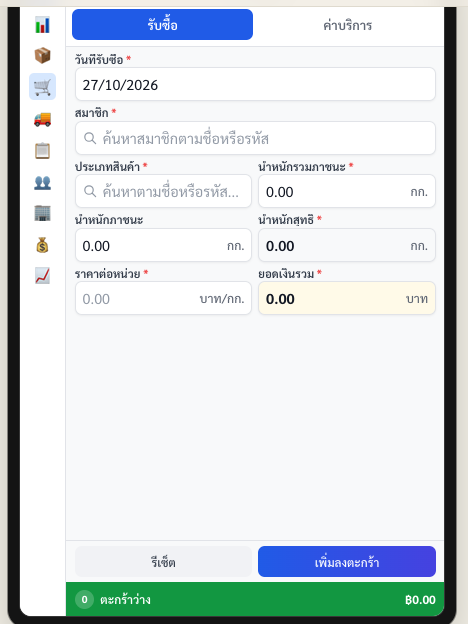 รับซื้อ ค่าบริการ
วันที่รับซื้อ *
27/10/2026
สมาชิก *
ค้นหาสมาชิกตามชื่อหรือรหัส
ประเภทสินค้า * น้ำหนักรวมภาชนะ *
ค้นหาตามชื่อหรือรหัส... 0.00 กก.
น้ำหนักภาชนะ น้ำหนักสุทธิ *
0.00 กก. 0.00 กก.
ราคาต่อหน่วย * ยอดเงินรวม *
0.00 บาท/กก. 0.00 บาท
รีเซ็ต เพิ่มลงตะกร้า
0 ตะกร้าว่าง ฿0.00